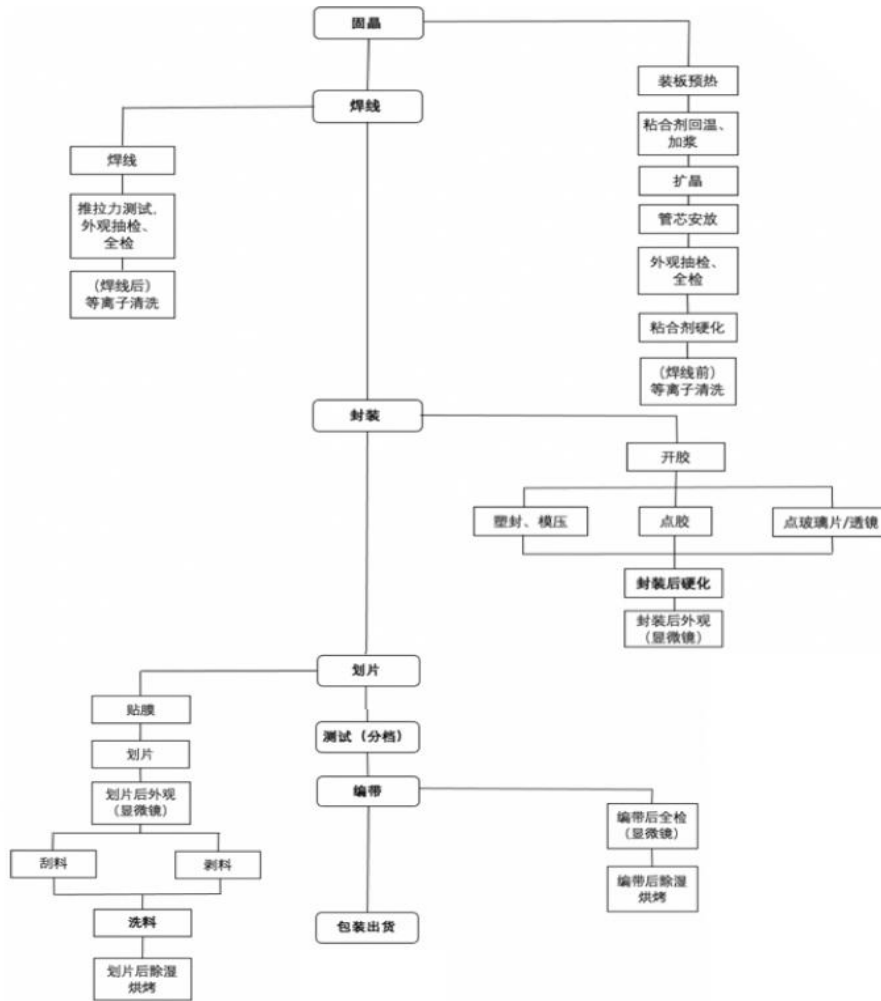 固晶
装板预热
焊线
粘合剂回温、
加浆
焊线
扩晶
推拉力测试,
外观抽检、
全检
管芯安放
外观抽检、
全检
(焊线后)
等离子清洗
粘合剂硬化
(焊线前)
等离子清洗
封装
开胶
塑封、模压
点胶
点玻璃片/透镜
封装后硬化
封装后外观
(显微镜)
划片
贴膜
测试(分档)
划片
编带
划片后外观
(显微镜)
编带后全检
(显微镜)
刮料
剥料
编带后除湿
烘烤
洗料
包装出货
划片后除湿
烘烤